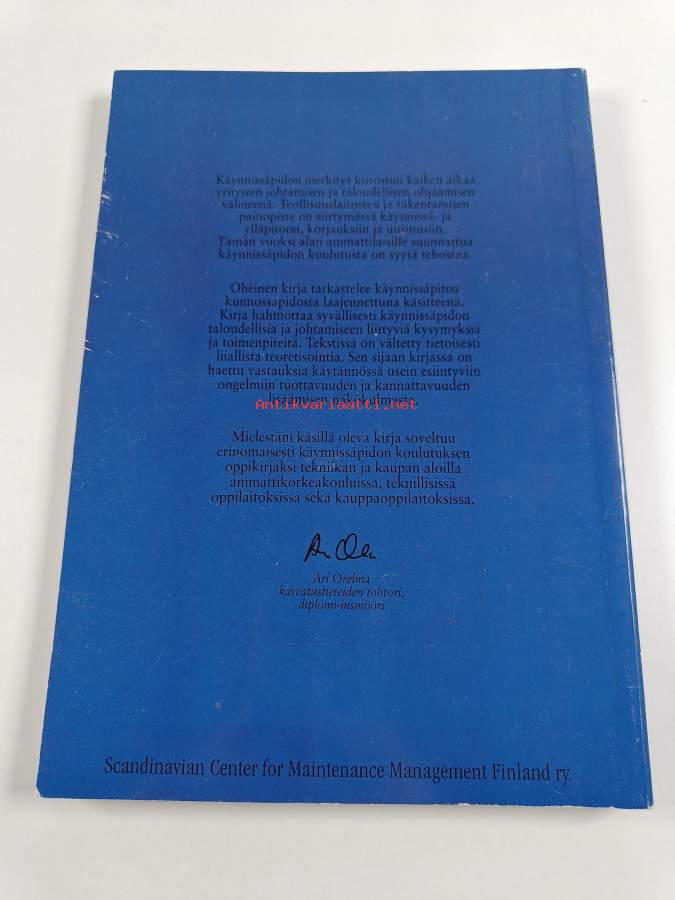 Käynnissäpidon merkitys korostuu kaiken aikaa
yritysten johtamisen ja taloudellisen ohjaamisen
välineenä. Teollisuuslaitosten ja rakentamisen
painopiste on siirtymässä käynnissä- ja
ylläpitoon, korjauksiin ja uusimisiin.
Tämän vuoksi alan ammattilaisille suunnattua
käynnissäpidon koulutusta on syytä tehostaa.
Oheinen kirja tarkastelee käynnissäpitoa
kunnossapidosta laajennettuna käsitteenä.
Kirja hahmottaa syvällisesti käynnissäpidon
taloudellisia ja johtamiseen liittyviä kysymyksiä
ja toimenpiteitä. Tekstissä on vältetty tietoisesti
liiallista teoretisointia. Sen sijaan kirjassa on
haettu vastauksia käytännössä usein esiintyviin
ongelmiin tuottavuuden ja kannattavuuden
lisäämisen näkökulmasta.
Antikvariaatti.net
Mielestäni käsillä oleva kirja soveltuu
erinomaisesti käynnissäpidon koulutuksen
oppikirjaksi tekniikan ja kaupan aloilla
ammattikorkeakouluissa, teknillisissä
oppilaitoksissa sekä kauppaoppilaitoksissa.
Ari Orelma
kasvatustieteiden tohtori,
diplomi-insinööri
Scandinavian Center for Maintenance Management Finland ry.